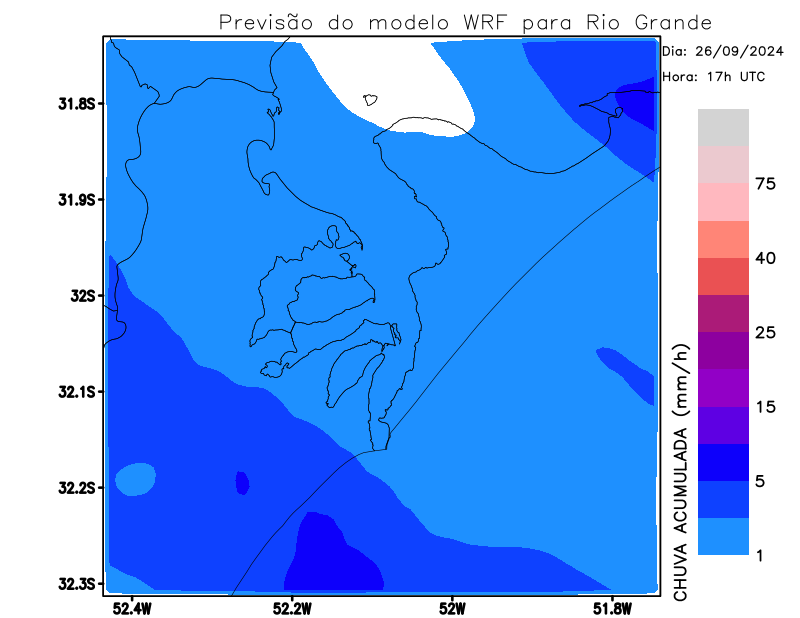 Previsão do modelo WRF para Rio Grande
Dia: 26/09/2024
Hora: 17h UTC
31.8S
31.9S
32S
32.1S
32.2S
32.3S
52.4W
52.2W
52W
51.8W
75
40
25
15
5
1
CHUVA ACUMULADA (mm/h)